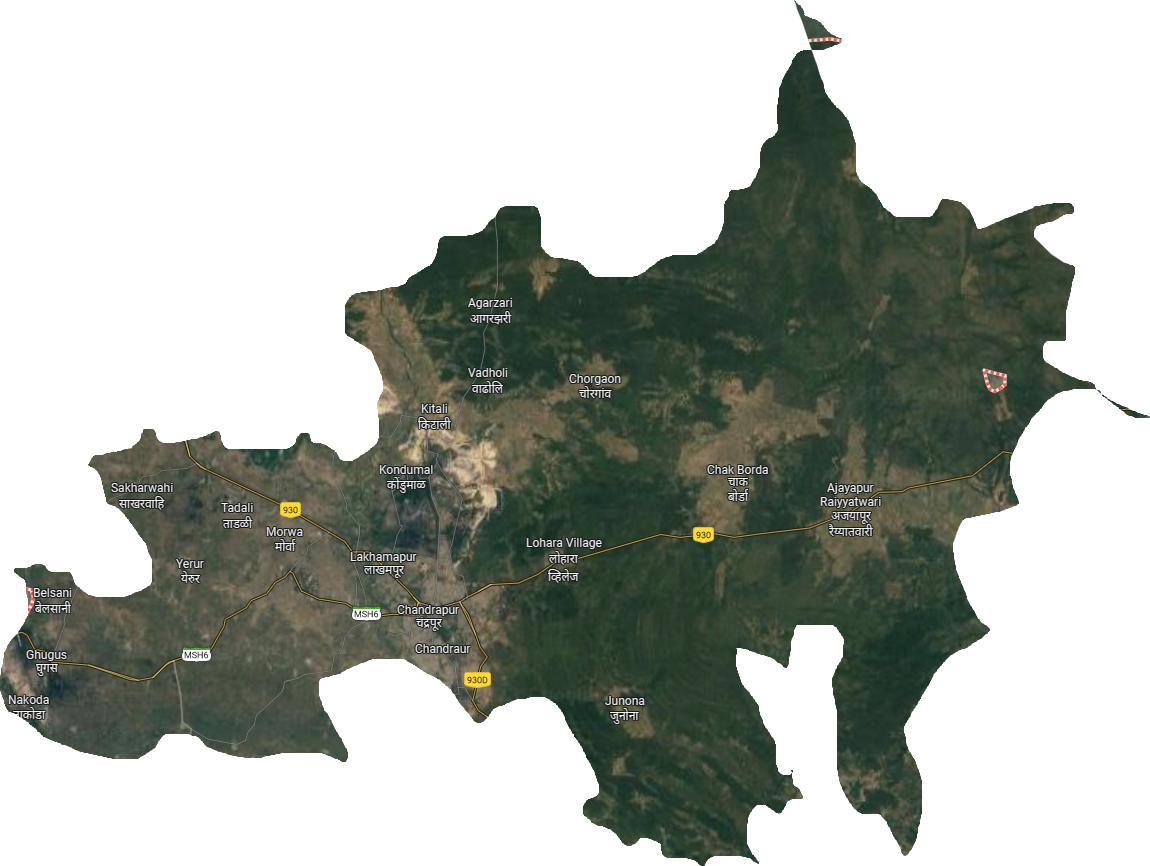 Agarzari
आगरझरी
Vadholi
वाढोलि
Chorgaon
चोरगांव
Kitali
किटाली
Kondumal
कोंडुमाळ
Chak Borda
चाक
बोर्डा
Sakharwahi
साखरवाहि
Tadali
ताडळी
930
Ajayapur
Raiyyatwari
अजयापूर
रैय्यातवारी
Morwa
मोर्वा
930
Lohara Village
लोहारा
व्हिलेज
Lakhamapur
लाखमपूर
Yerur
येरुर
Belsani
बेलसानी
MSH6
Chandrapur
चंद्रपूर
Chandraur
Ghugus
घुगस
MSH6
930D
Nakoda
नाकोडा
Junona
जुनोना